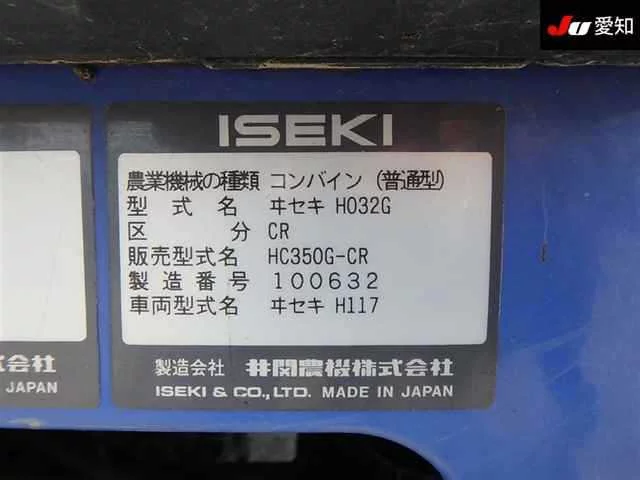 JU 愛知
ISEKI
農業機械の種類 コンバイン (普通型)
型式名 ヰセキ HO32G
区分 CR
販売型式名 HC350G-CR
製造番号 100632
車両型式名 ヰセキ H117
製造会社 井関農機株式会社
ISEKI & CO., LTD. MADE IN JAPAN
式会社
JAPAN